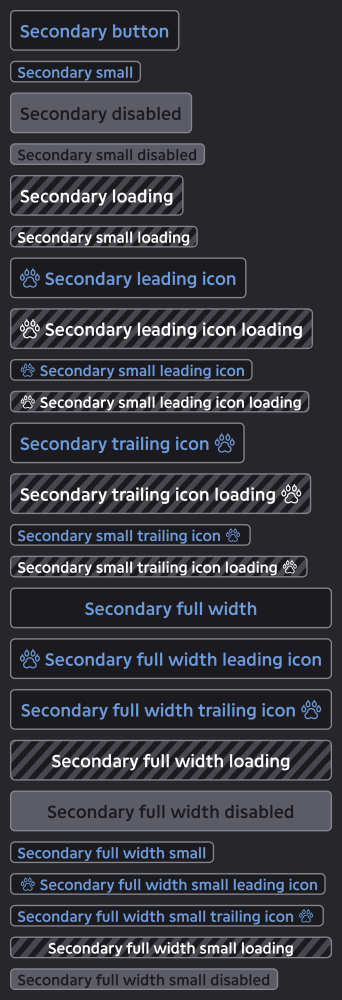 Secondary button
Secondary small
Secondary disabled
Secondary small disabled
Secondary loading
Secondary small loading
Secondary leading icon
Secondary leading icon loading
Secondary small leading icon
Secondary small leading icon loading
Secondary trailing icon
Secondary trailing icon loading
Secondary small trailing icon
Secondary small trailing icon loading
Secondary full width
Secondary full width leading icon
Secondary full width trailing icon
Secondary full width loading
Secondary full width disabled
Secondary full width small
Secondary full width small leading icon
Secondary full width small trailing icon
Secondary full width small loading
Secondary full width small disabled